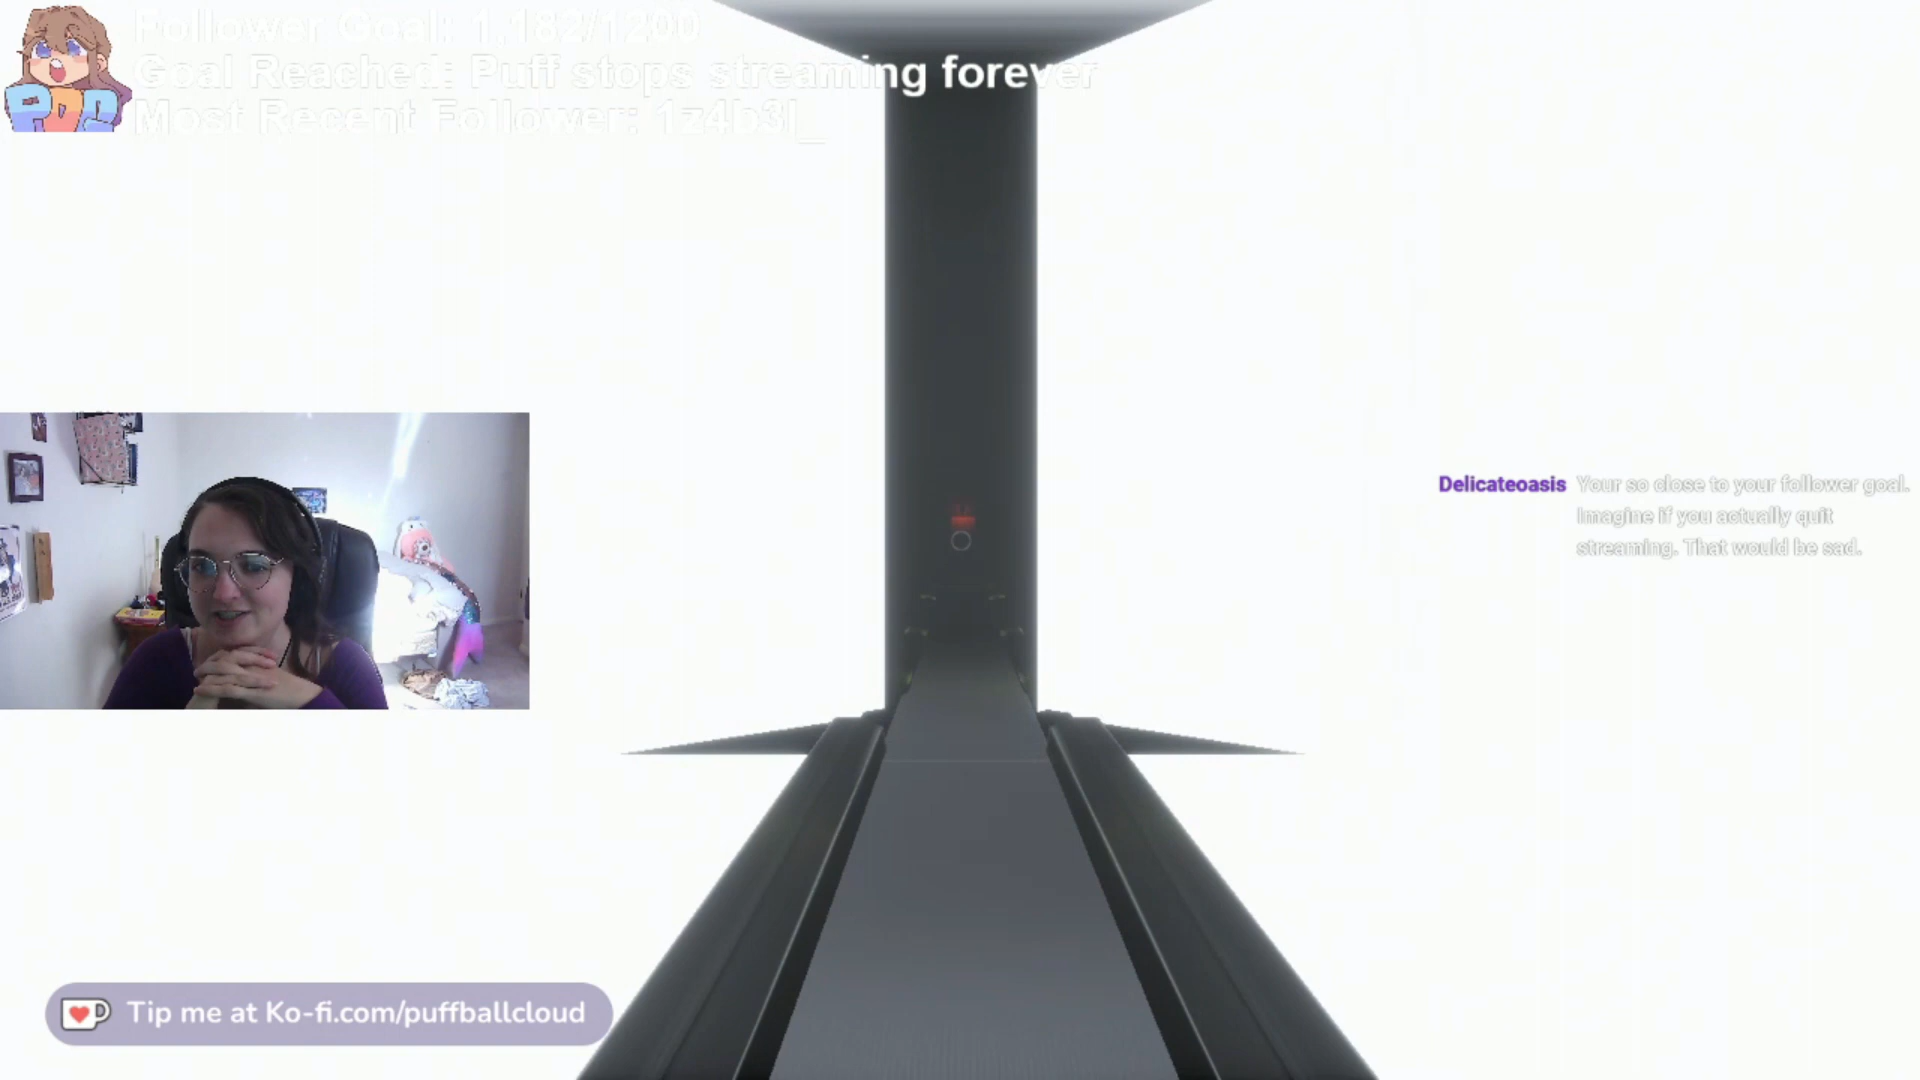 Follower Goal: 1,182/1200
Goal Reached: Puff stops streaming forever
Most Recent Follower: 1z4b3l_
POG
Delicateoasis Your so close to your follower goal.
Imagine if you actually quit
streaming. That would be sad.
Tip me at Ko-fi.com/puffballcloud